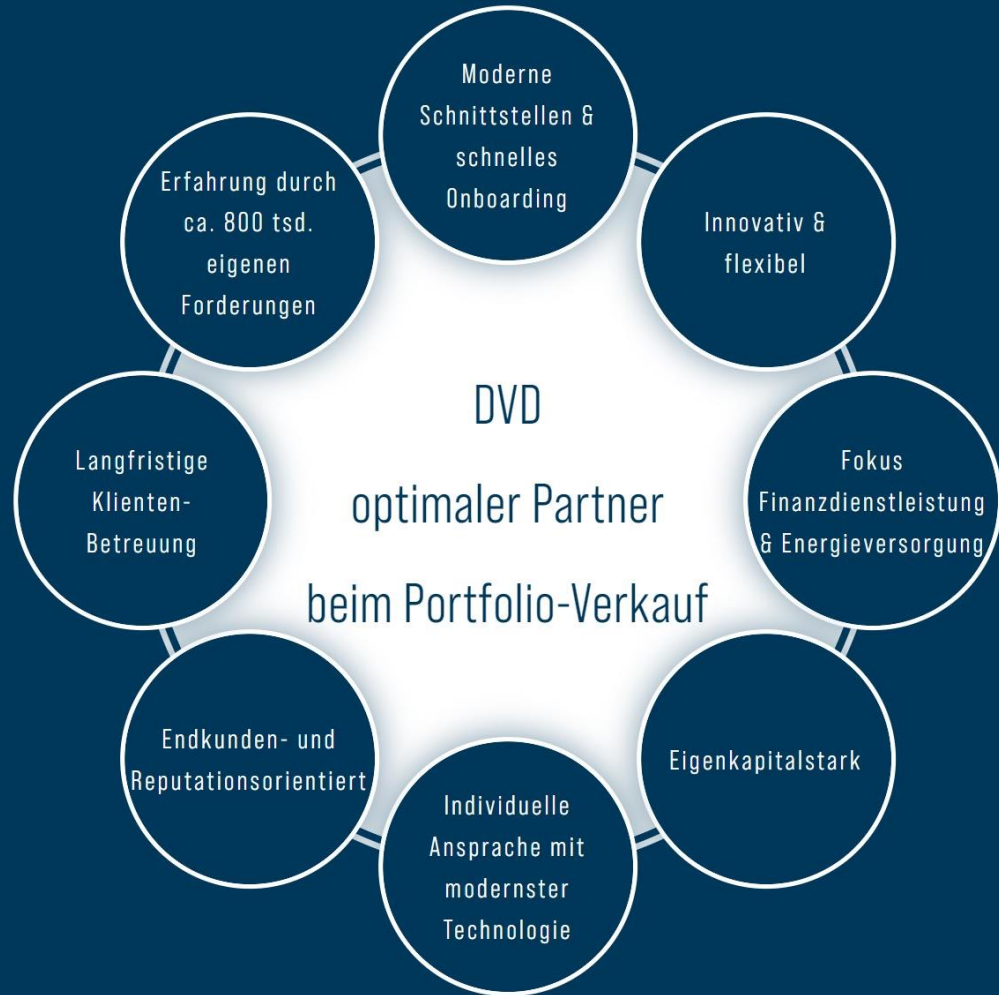 Moderne
Schnittstellen &
schnelles
Onboarding
Innovativ &
flexibel
Fokus
Finanzdienstleistung
& Energieversorgung
Eigenkapitalstark
Individuelle
Ansprache mit
modernster
Technologie
Endkunden- und
Reputationsorientiert
Langfristige
Klienten-
Betreuung
Erfahrung durch
ca. 800 tsd.
eigenen
Forderungen
DVD
optimaler Partner
beim Portfolio-Verkauf